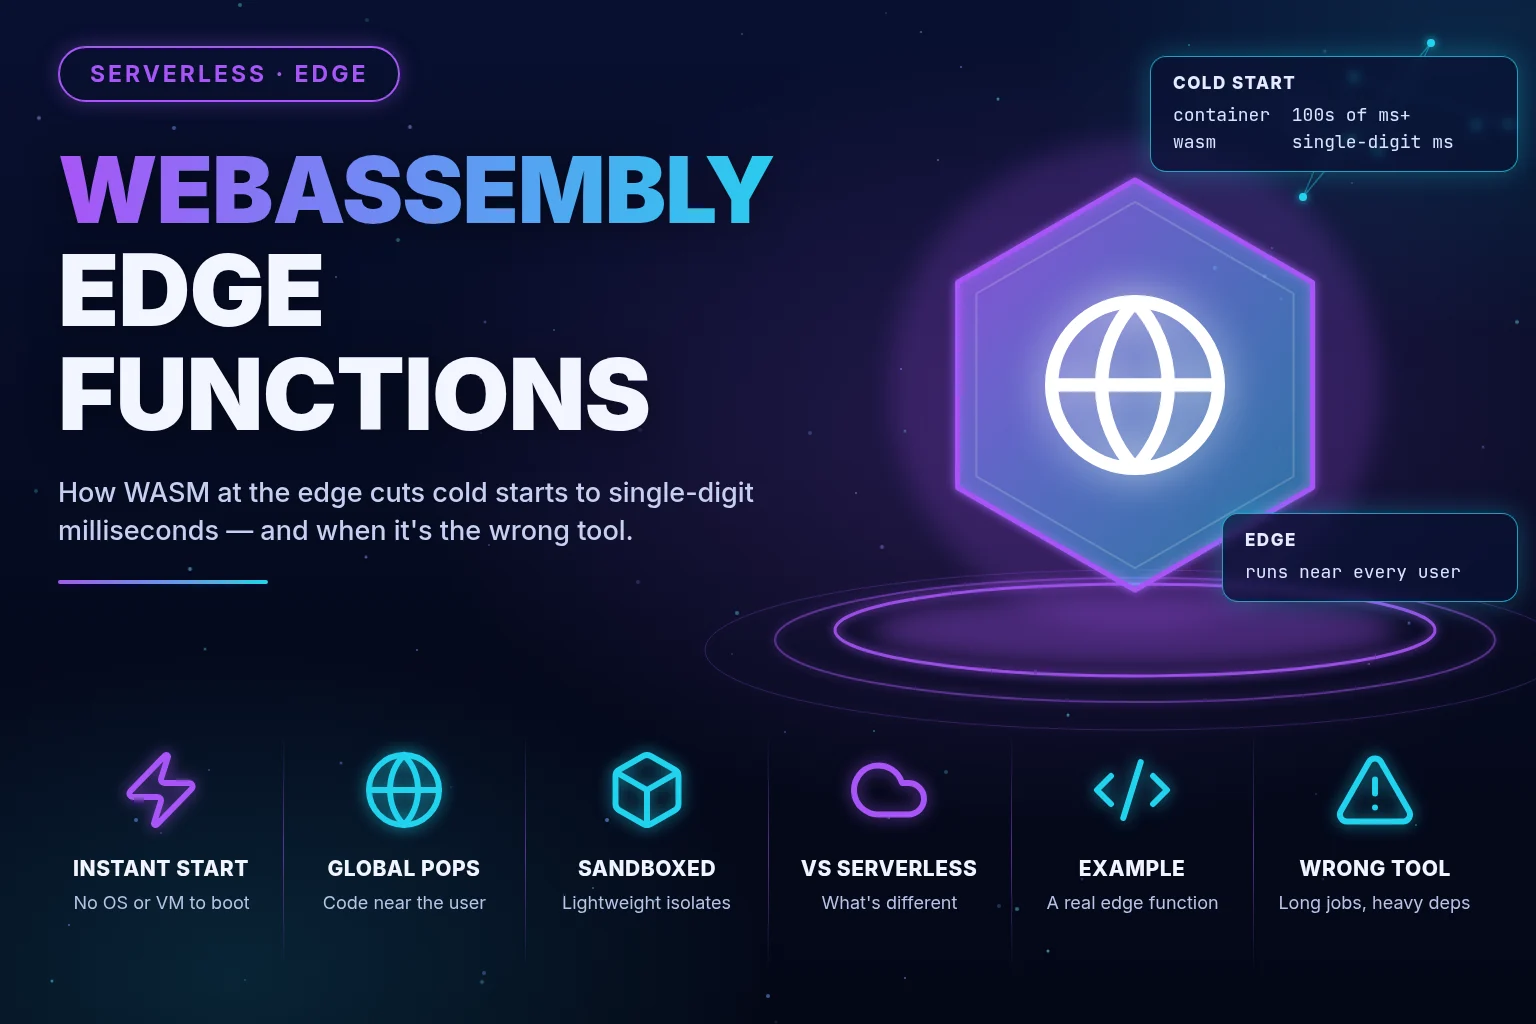 SERVERLESS · EDGE
WEBASSEMBLY
EDGE
FUNCTIONS
How WASM at the edge cuts cold starts to single-digit
milliseconds — and when it's the wrong tool.
COLD START
container 100s of ms+
wasm single-digit ms
EDGE
runs near every user
INSTANT START
No OS or VM to boot
GLOBAL POPS
Code near the user
SANDBOXED
Lightweight isolates
VS SERVERLESS
What's different
EXAMPLE
A real edge function
WRONG TOOL
Long jobs, heavy deps